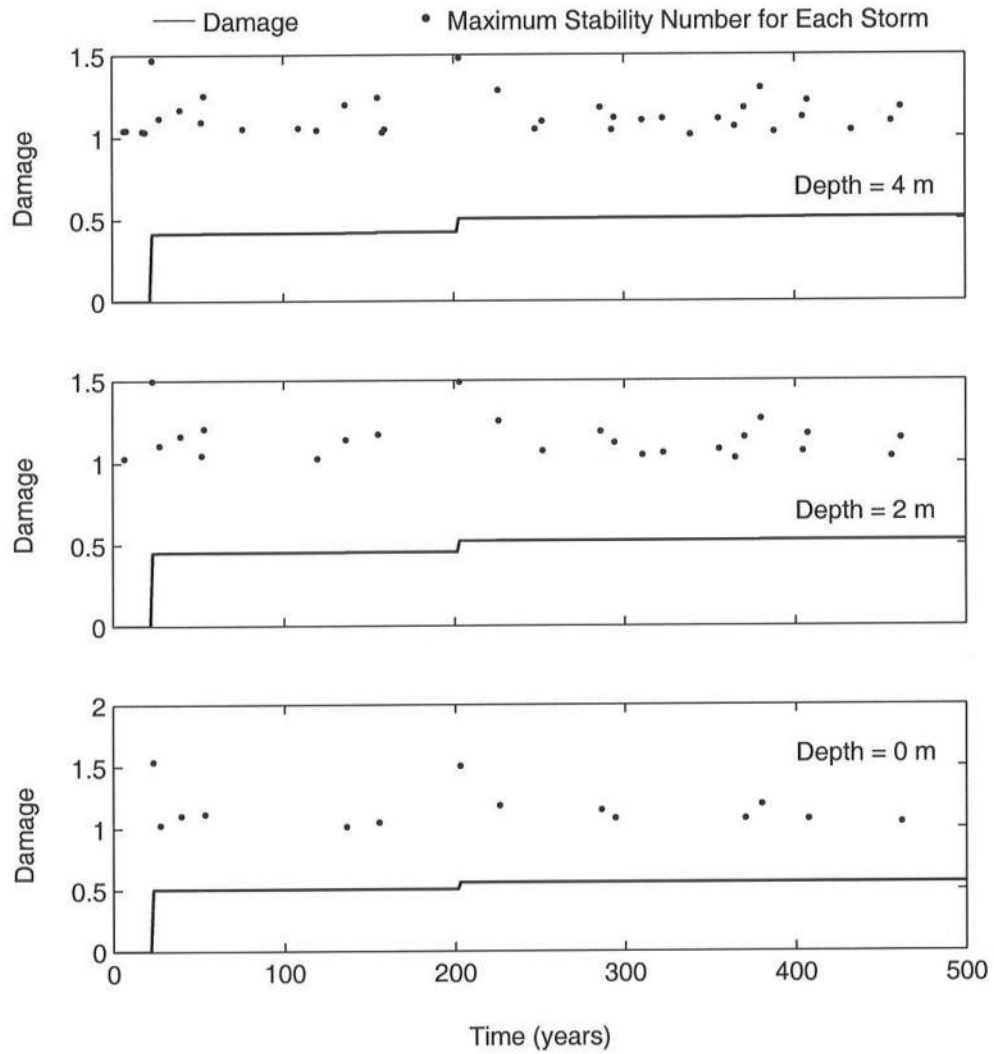 Damage
Maximum Stability Number for Each Storm
1.5
1
0.5
0
Damage
Depth = 4 m
1.5
1
0.5
0
Damage
Depth = 2 m
2
1.5
1
0.5
0
Damage
Depth = 0 m
0 100 200 300 400 500
Time (years)